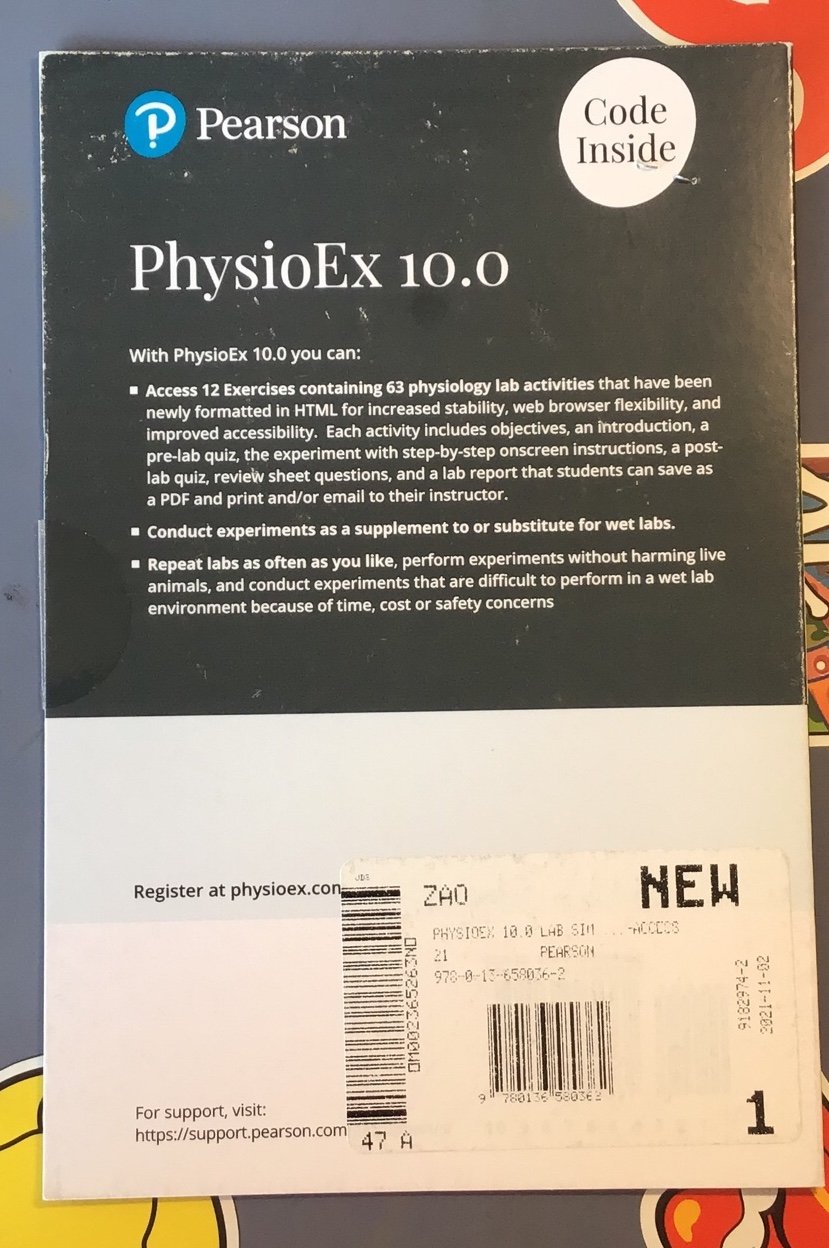 Pearson
Code
Inside
PhysioEx 10.0
With PhysioEx 10.0 you can:
▪ Access 12 Exercises containing 63 physiology lab activities that have been
newly formatted in HTML for increased stability, web browser flexibility, and
improved accessibility. Each activity includes objectives, an introduction, a
pre-lab quiz, the experiment with step-by-step onscreen instructions, a post-
lab quiz, review sheet questions, and a lab report that students can save as
a PDF and print and/or email to their instructor.
▪ Conduct experiments as a supplement to or substitute for wet labs.
▪ Repeat labs as often as you like, perform experiments without harming live
animals, and conduct experiments that are difficult to perform in a wet lab
environment because of time, cost or safety concerns
Register at physioex.com
JDS
ZAO
NEW
PHYSIOEX 10.0 LAB SIM ...-ACCESS
21 PEARSON
978-0-13-658036-2
0M002365263ND
9182974-2
2021-11-02
9 780136 580362
1
47 A
For support, visit:
https://support.pearson.com